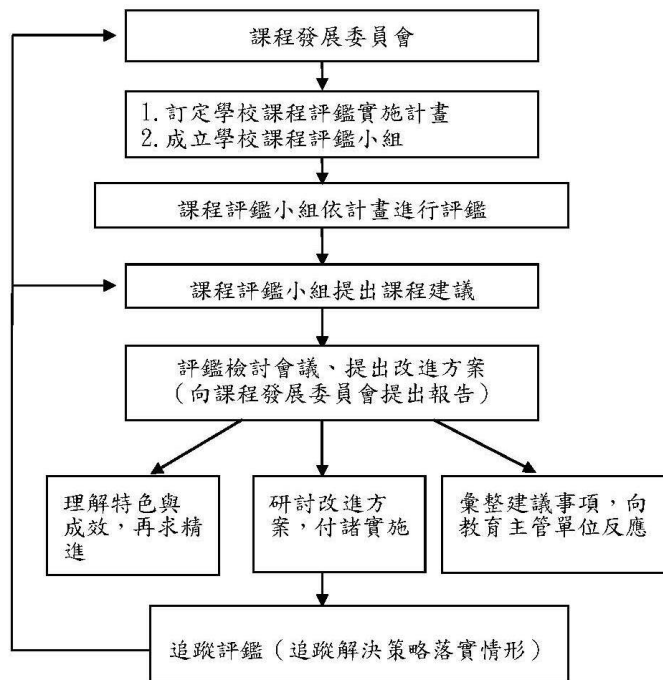 課程發展委員會
1.訂定學校課程評鑑實施計畫
2.成立學校課程評鑑小組
課程評鑑小組依計畫進行評鑑
課程評鑑小組提出課程建議
評鑑檢討會議、提出改進方案
（向課程發展委員會提出報告）
理解特色與
成效，再求精
進
研討改進方
案，付諸實施
彙整建議事項，向
教育主管單位反應
追蹤評鑑（追蹤解決策略落實情形）